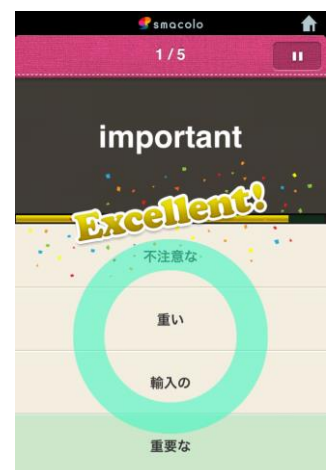 smacolo
1/5
important
Excellent!
不注意な
重い
輸入の
重要な